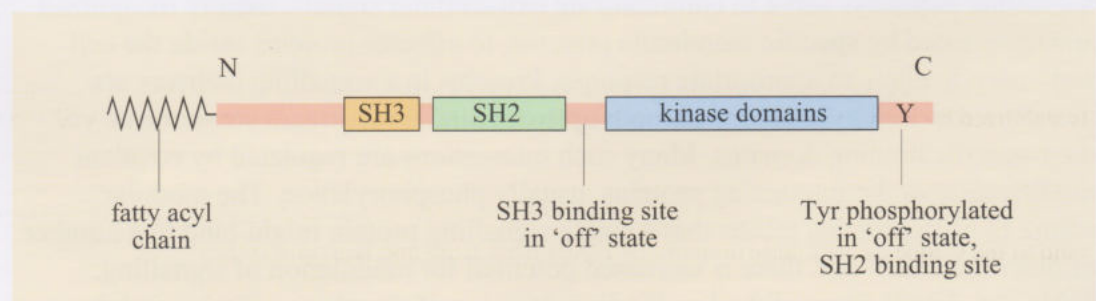 N
C
SH3
SH2
kinase domains
Y
fatty acyl
chain
SH3 binding site
in ‘off’ state
Tyr phosphorylated
in ‘off’ state,
SH2 binding site